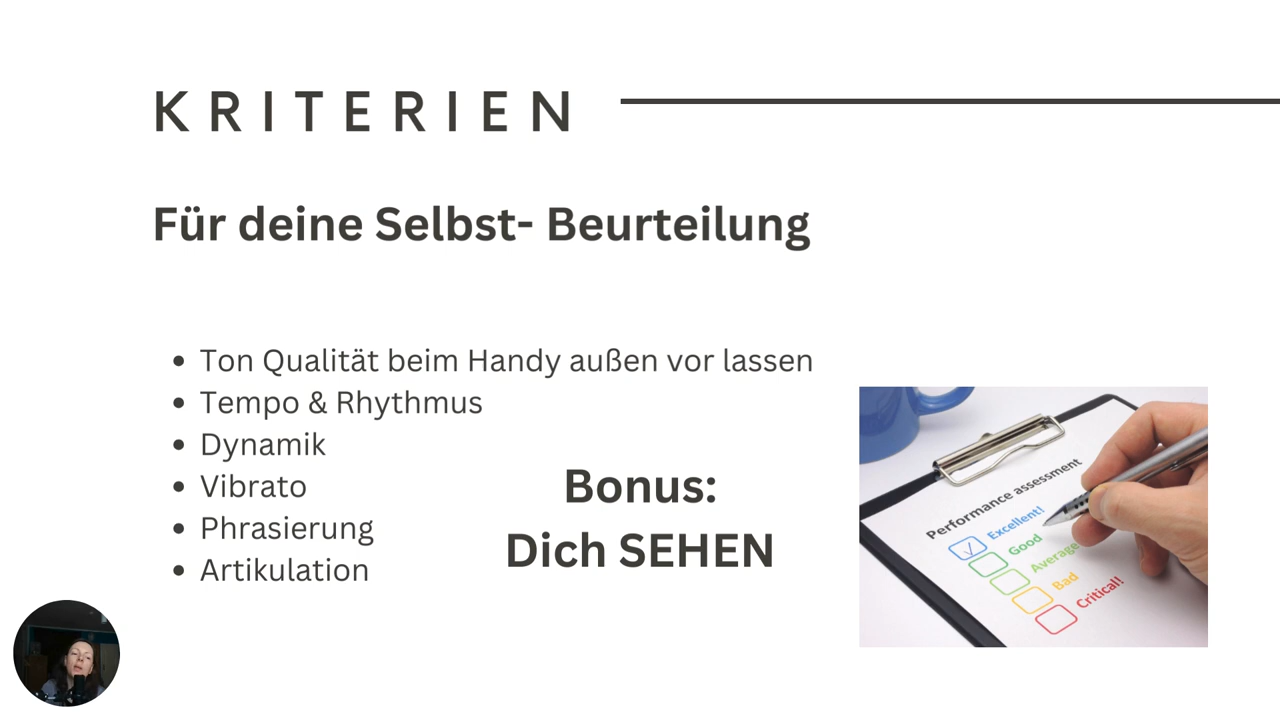 KRITERIEN
Für deine Selbst- Beurteilung
• Ton Qualität beim Handy außen vor lassen
• Tempo & Rhythmus
• Dynamik
• Vibrato
• Phrasierung
• Artikulation
Bonus:
Dich SEHEN
Performance assessment
Excellent!
Good
Average
Bad
Critical!